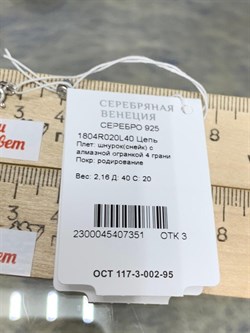 СЕРЕБРЯНАЯ
ВЕНЕЦИЯ
СЕРЕБРО 925
1804R020L40 Цепь
Плет: шнурок(снейк) с
алмазной огранкой 4 грани
Покр: родирование
Вес: 2,16 Д: 40 С: 20
2300045407351 ОТК 3
ОСТ 117-3-002-95